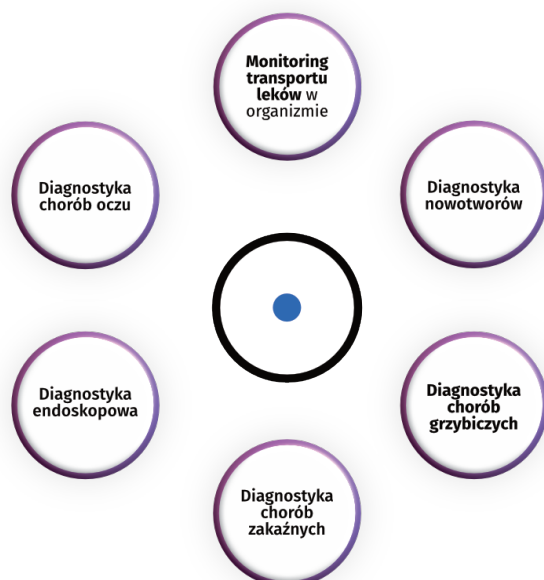 Monitoring
transportu
leków w
organizmie
Diagnostyka
chorób oczu
Diagnostyka
nowotworów
Diagnostyka
endoskopowa
Diagnostyka
chorób
grzybiczych
Diagnostyka
chorób
zakaźnych